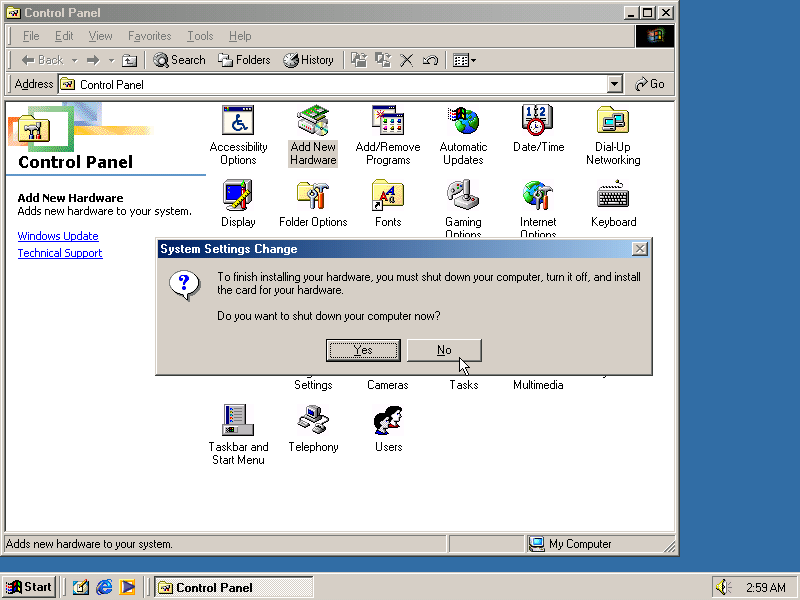 Control Panel
File Edit View Favorites Tools Help
Back Search Folders History
Address Control Panel Go
Control Panel
Add New Hardware
Adds new hardware to your system.
Windows Update
Technical Support
Accessibility Options
Add New Hardware
Add/Remove Programs
Automatic Updates
Date/Time
Dial-Up Networking
Display
Folder Options
Fonts
Gaming Options
Internet Options
Keyboard
System Settings Change
To finish installing your hardware, you must shut down your computer, turn it off, and install
the card for your hardware.
Do you want to shut down your computer now?
Yes No
Settings
Cameras
Tasks
Multimedia
Taskbar and Start Menu
Telephony
Users
Adds new hardware to your system. My Computer
Start Control Panel 2:59 AM